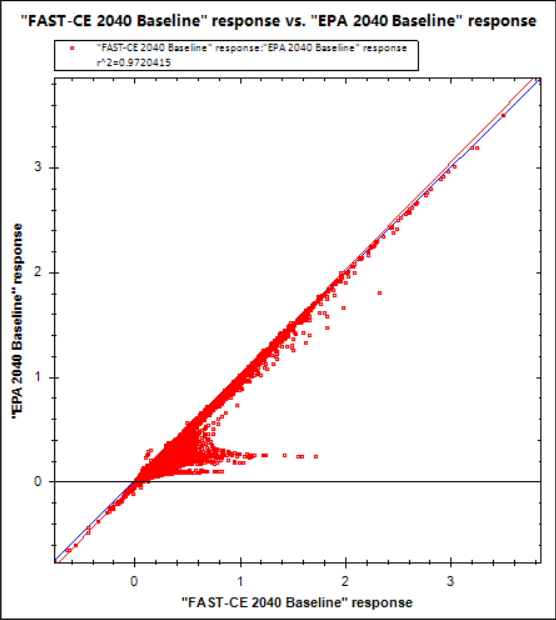 "FAST-CE 2040 Baseline" response vs. "EPA 2040 Baseline" response
"FAST-CE 2040 Baseline" response:"EPA 2040 Baseline" response
r^2=0.9720415
3
2
1
0
"EPA 2040 Baseline" response
0 1 2 3
"FAST-CE 2040 Baseline" response